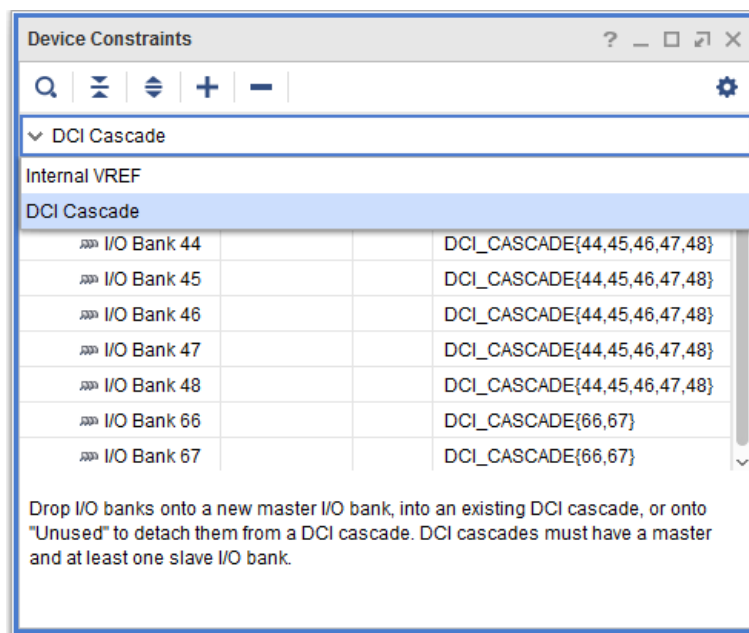 Device Constraints
DCI Cascade
Internal VREF
DCI Cascade
I/O Bank 44 DCI_CASCADE{44,45,46,47,48}
I/O Bank 45 DCI_CASCADE{44,45,46,47,48}
I/O Bank 46 DCI_CASCADE{44,45,46,47,48}
I/O Bank 47 DCI_CASCADE{44,45,46,47,48}
I/O Bank 48 DCI_CASCADE{44,45,46,47,48}
I/O Bank 66 DCI_CASCADE{66,67}
I/O Bank 67 DCI_CASCADE{66,67}
Drop I/O banks onto a new master I/O bank, into an existing DCI cascade, or onto
"Unused" to detach them from a DCI cascade. DCI cascades must have a master
and at least one slave I/O bank.